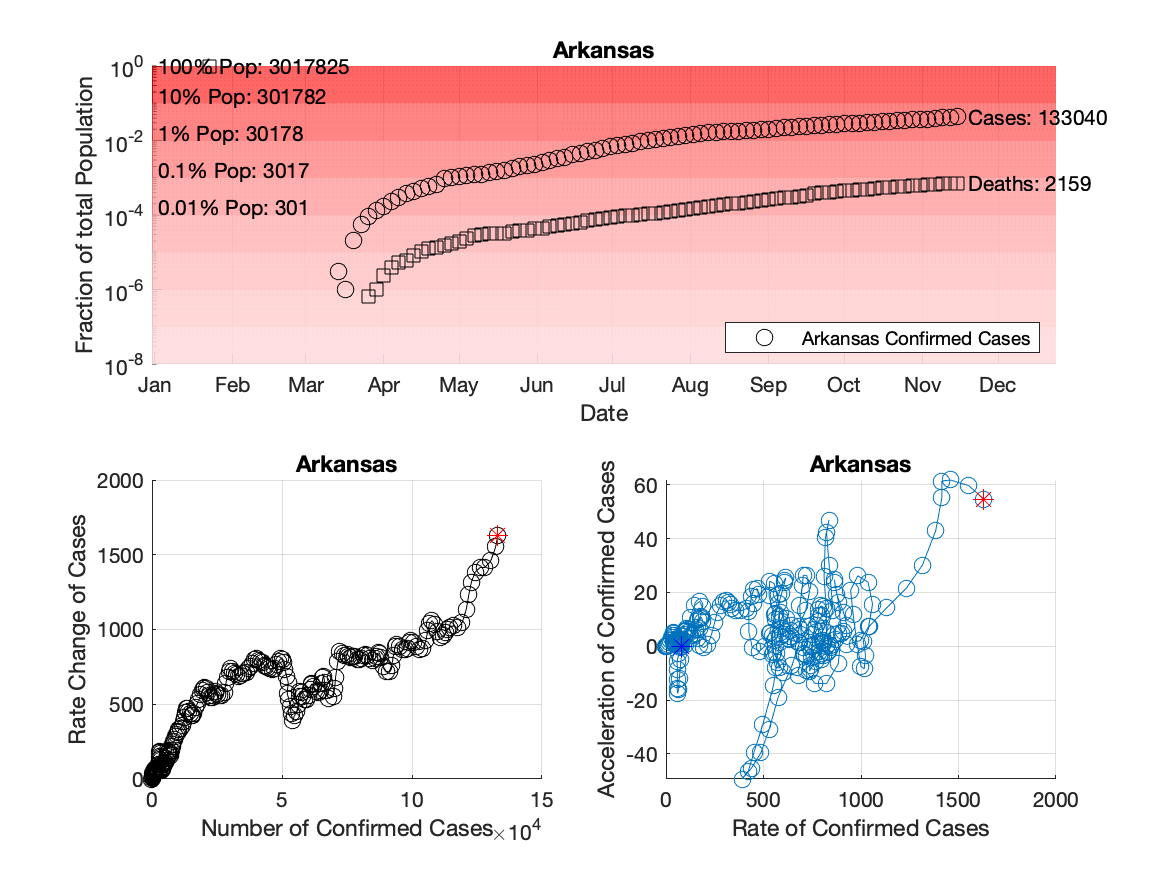 Arkansas
Fraction of total Population
10^0
10^-2
10^-4
10^-6
10^-8
100% Pop: 3017825
10% Pop: 301782
1% Pop: 30178
0.1% Pop: 3017
0.01% Pop: 301
Cases: 133040
Deaths: 2159
Arkansas Confirmed Cases
Jan Feb Mar Apr May Jun Jul Aug Sep Oct Nov Dec
Date
Arkansas
Rate Change of Cases
2000
1500
1000
500
0
0 5 10 15
Number of Confirmed Cases ×10^4
Arkansas
Acceleration of Confirmed Cases
60
40
20
0
-20
-40
0 500 1000 1500 2000
Rate of Confirmed Cases